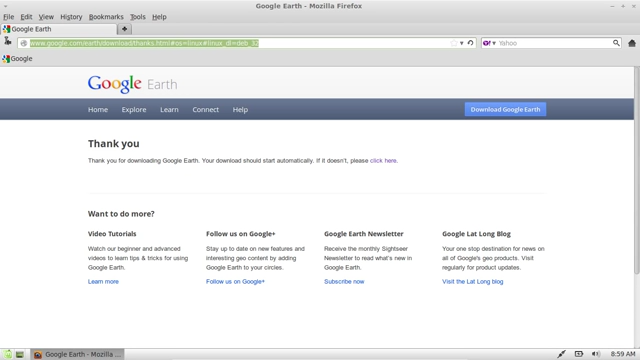 Google Earth - Mozilla Firefox
File Edit View History Bookmarks Tools Help
Google Earth
www.google.com/earth/download/thanks.html#os=linux#linux_dl=deb_32
Yahoo
Google
Google Earth
Home Explore Learn Connect Help Download Google Earth
Thank you
Thank you for downloading Google Earth. Your download should start automatically. If it doesn't, please click here.
Want to do more?
Video Tutorials
Watch our beginner and advanced
videos to learn tips & tricks for using
Google Earth.
Learn more
Follow us on Google+
Stay up to date on new features and
interesting geo content by adding
Google Earth to your circles.
Follow us on Google+
Google Earth Newsletter
Receive the monthly Sightseer
Newsletter to read what's new in
Google Earth.
Subscribe now
Google Lat Long Blog
Your one stop destination for news on
all of Google's geo products. Visit
regularly for product updates.
Visit the Lat Long blog
Google Earth - Mozilla ...
8:59 AM